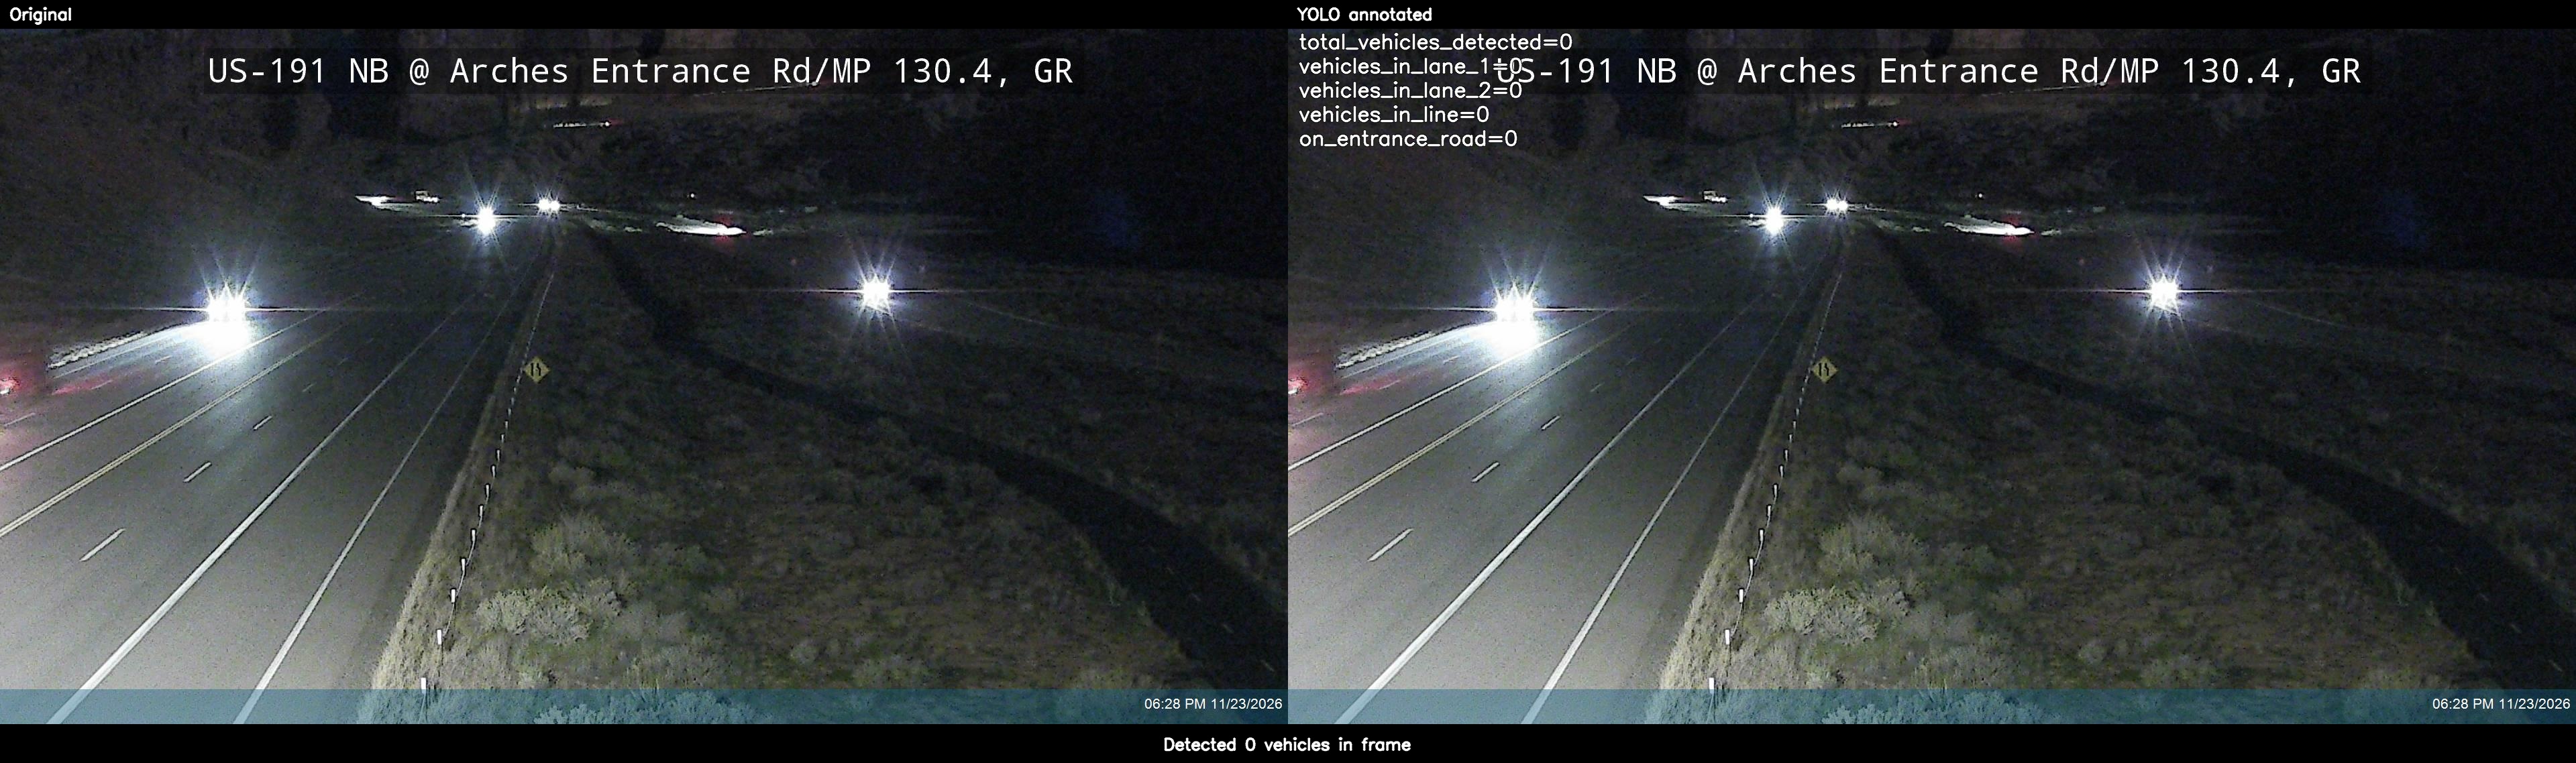 Original
US-191 NB @ Arches Entrance Rd/MP 130.4, GR
06:28 PM 11/23/2026
YOLO annotated
total_vehicles_detected=0
vehicles_in_lane_1=0
US-191 NB @ Arches Entrance Rd/MP 130.4, GR
vehicles_in_lane_2=0
vehicles_in_line=0
on_entrance_road=0
06:28 PM 11/23/2026
Detected 0 vehicles in frame